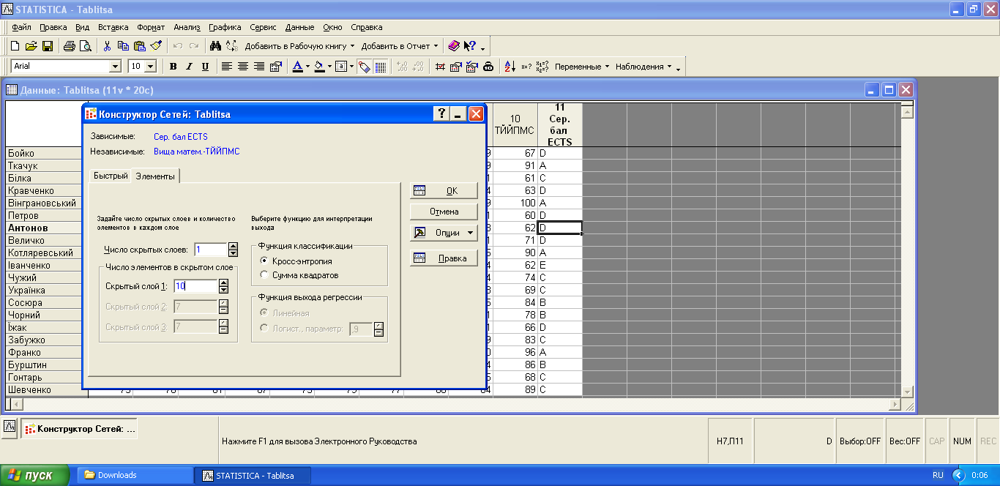 STATISTICA - Tablitsa
Файл Правка Вид Вставка Формат Анализ Графика Сервис Данные Окно Справка
Добавить в Рабочую книгу Добавить в Отчет
Arial 10 B I U Переменные Наблюдения
Данные: Tablitsa (11v * 20c)
10 ТЙЙПМС
11 Сер. бал ECTS
Конструктор Сетей: Tablitsa
Зависимые: Сер. бал ECTS
Независимые: Вища матем.-ТЙЙПМС
Быстрый Элементы
Задайте число скрытых слоев и количество элементов в каждом слое
Число скрытых слоев: 1
Число элементов в скрытом слое
Скрытый слой 1: 10
Скрытый слой 2: 7
Скрытый слой 3: 7
Выберите функцию для интерпретации выхода
Функция классификации
Кросс-энтропия
Сумма квадратов
Функция выхода регрессии
Линейная
Логист., параметр: .9
OK
Отмена
Опции
Правка
Бойко 67 D
Ткачук 91 A
Білка 61 C
Кравченко 63 D
Вінграновський 100 A
Петров 60 D
Антонов 62 D
Величко 71 D
Котляревський 90 A
Іванченко 62 E
Чужий 74 C
Українка 69 C
Сосюра 84 B
Чорний 78 B
Їжак 66 D
Забужко 83 C
Франко 96 A
Бурштин 86 B
Гонтарь 68 C
Шевченко 89 C
Конструктор Сетей: ...
Нажмите F1 для вызова Электронного Руководства
Н7,П11 D Выбор:OFF Вес:OFF CAP NUM REC
пуск Downloads STATISTICA - Tablitsa RU 0:06